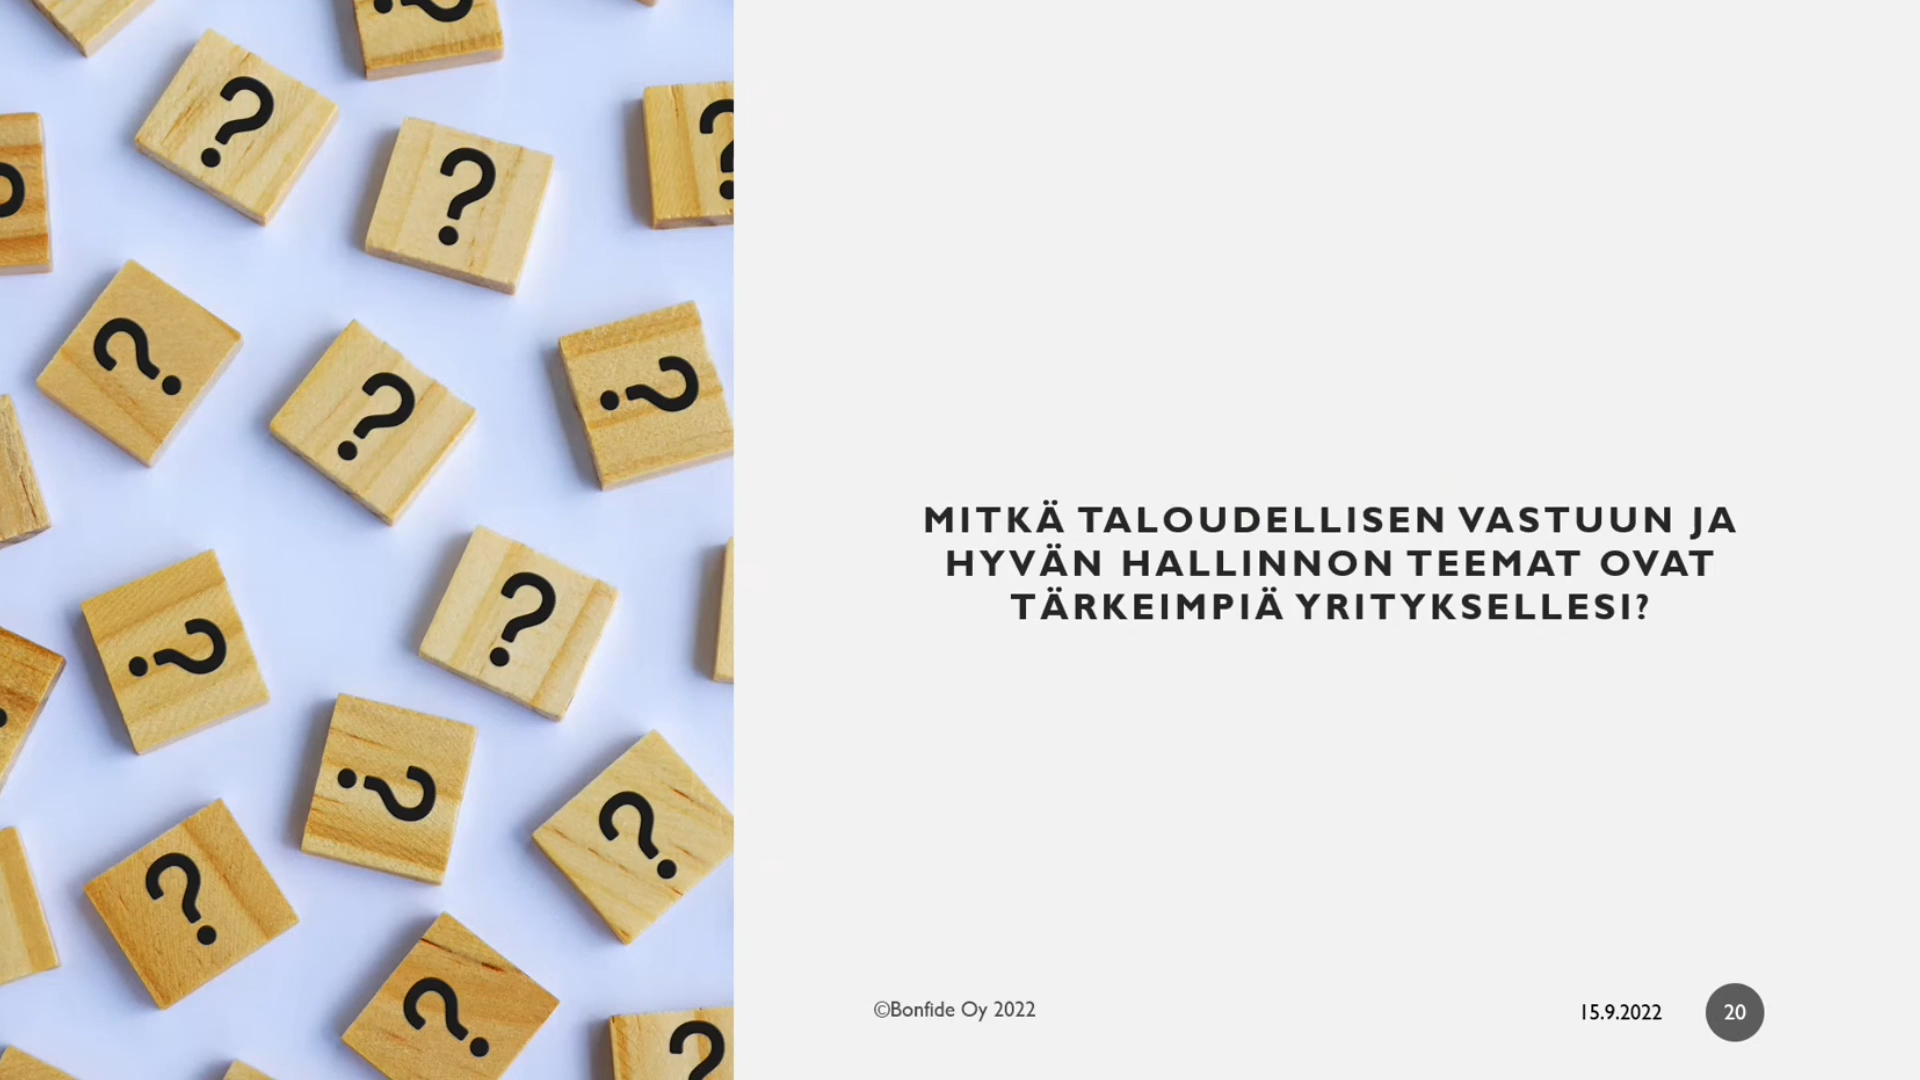 MITKÄ TALOUDELLISEN VASTUUN JA
HYVÄN HALLINNON TEEMAT OVAT
TÄRKEIMPIÄ YRITYKSELLESI?
©Bonfide Oy 2022
15.9.2022
20